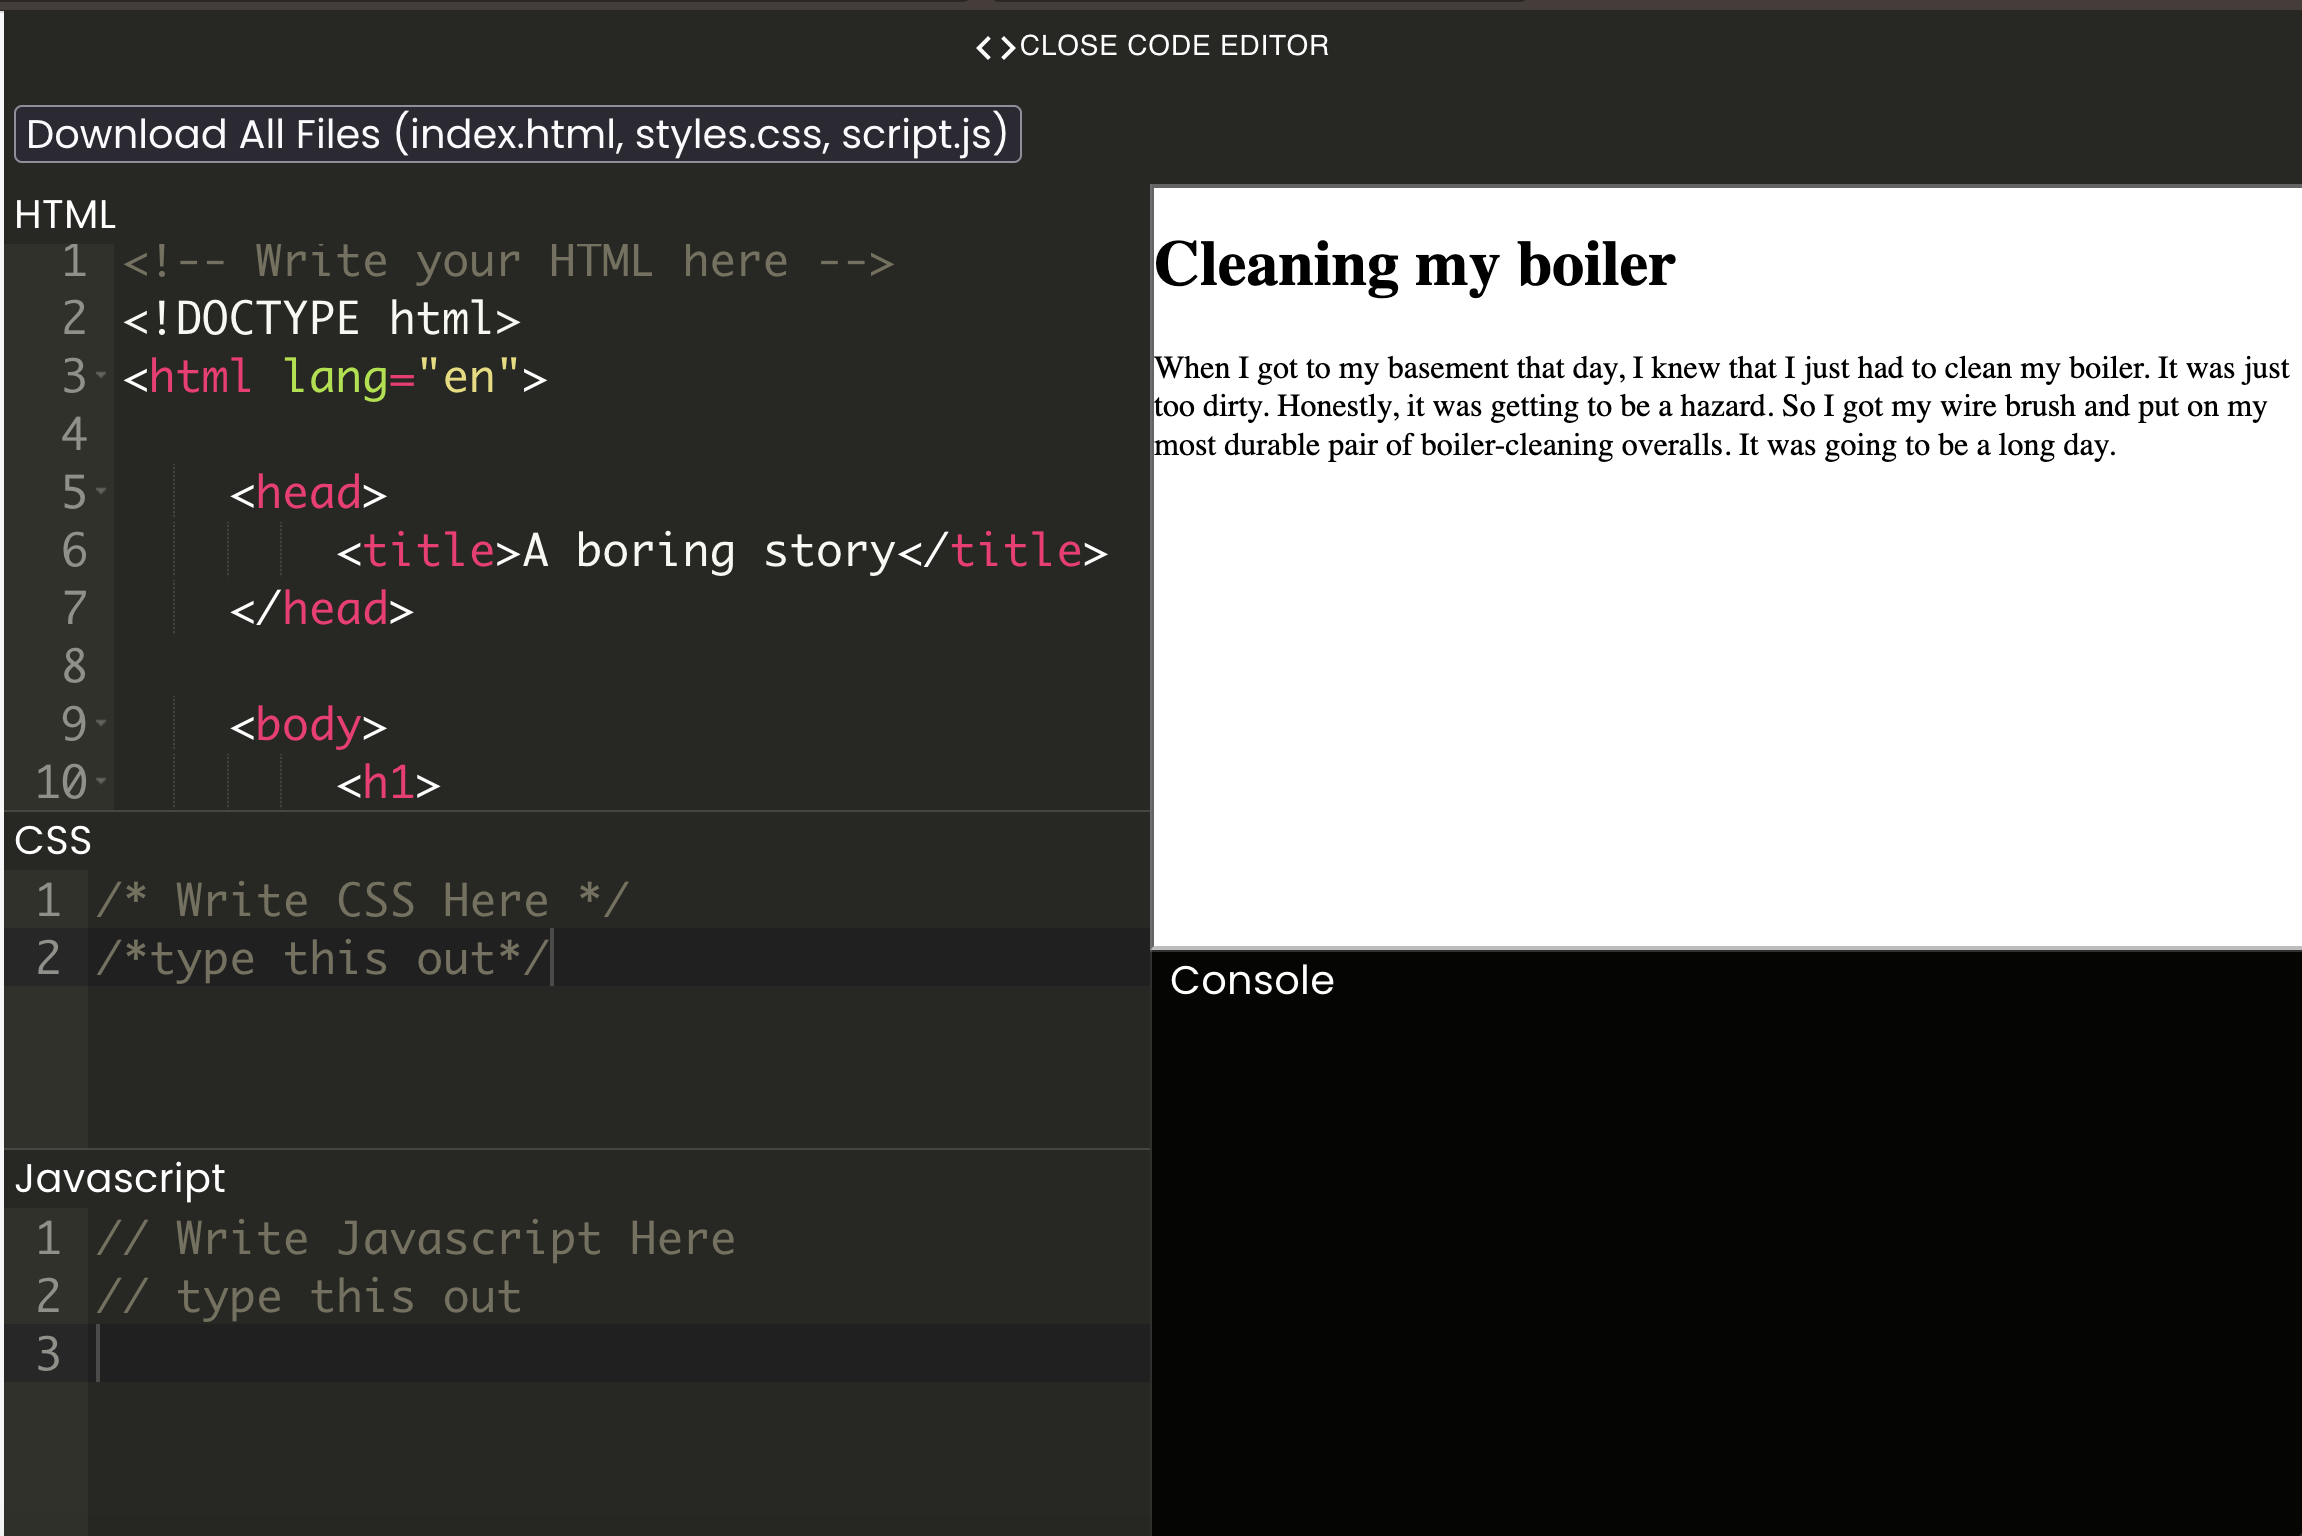 CLOSE CODE EDITOR
Download All Files (index.html, styles.css, script.js)
HTML
1 <!-- Write your HTML here -->
2 <!DOCTYPE html>
3 <html lang="en">
4
5 <head>
6 <title>A boring story</title>
7 </head>
8
9 <body>
10 <h1>
CSS
1 /* Write CSS Here */
2 /*type this out*/
Javascript
1 // Write Javascript Here
2 // type this out
3
Cleaning my boiler
When I got to my basement that day, I knew that I just had to clean my boiler. It was just
too dirty. Honestly, it was getting to be a hazard. So I got my wire brush and put on my
most durable pair of boiler-cleaning overalls. It was going to be a long day.
Console